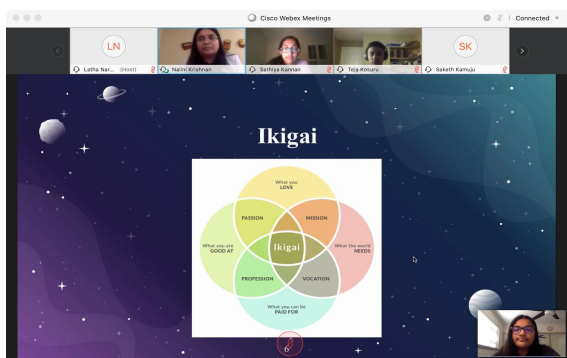 Cisco Webex Meetings
Connected
LN
SK
Latha Nar... (Host)
Nalini Krishnan
Sathiya Kannan
Teja Kosuru
Saketh Kamuju
Ikigai
What you
LOVE
PASSION
MISSION
What you are
GOOD AT
Ikigai
What the world
NEEDS
PROFESSION
VOCATION
What you can be
PAID FOR
6